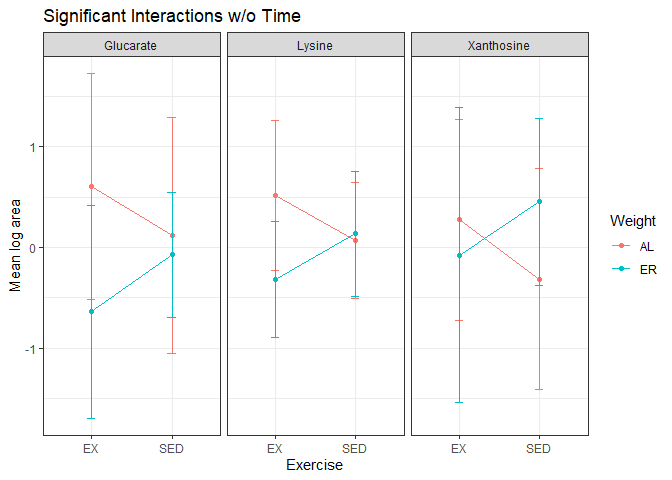 Significant Interactions w/o Time
Glucarate Lysine Xanthosine
Mean log area
1
0
-1
EX SED EX SED EX SED
Exercise
Weight
AL
ER